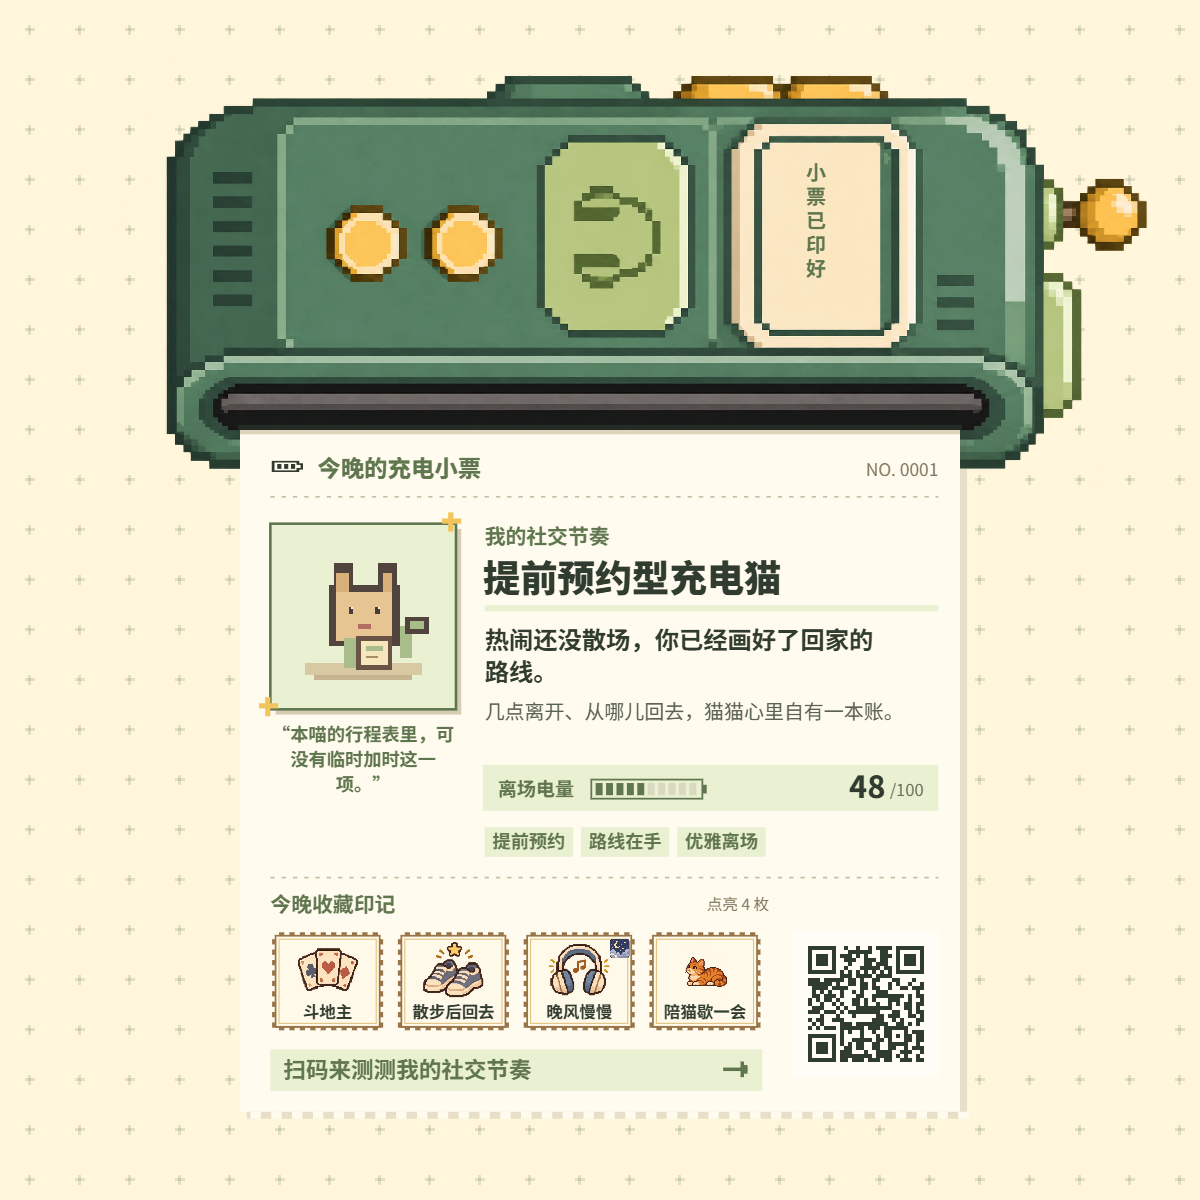 小票已印好
今晚的充电小票
NO. 0001
我的社交节奏
提前预约型充电猫
热闹还没散场，你已经画好了回家的
路线。
几点离开、从哪儿回去，猫猫心里自有一本账。
“本喵的行程表里，可
没有临时加时这一
项。”
离场电量
48 /100
提前预约
路线在手
优雅离场
今晚收藏印记
点亮 4 枚
斗地主
散步后回去
晚风慢慢
陪猫歇一会
扫码来测测我的社交节奏